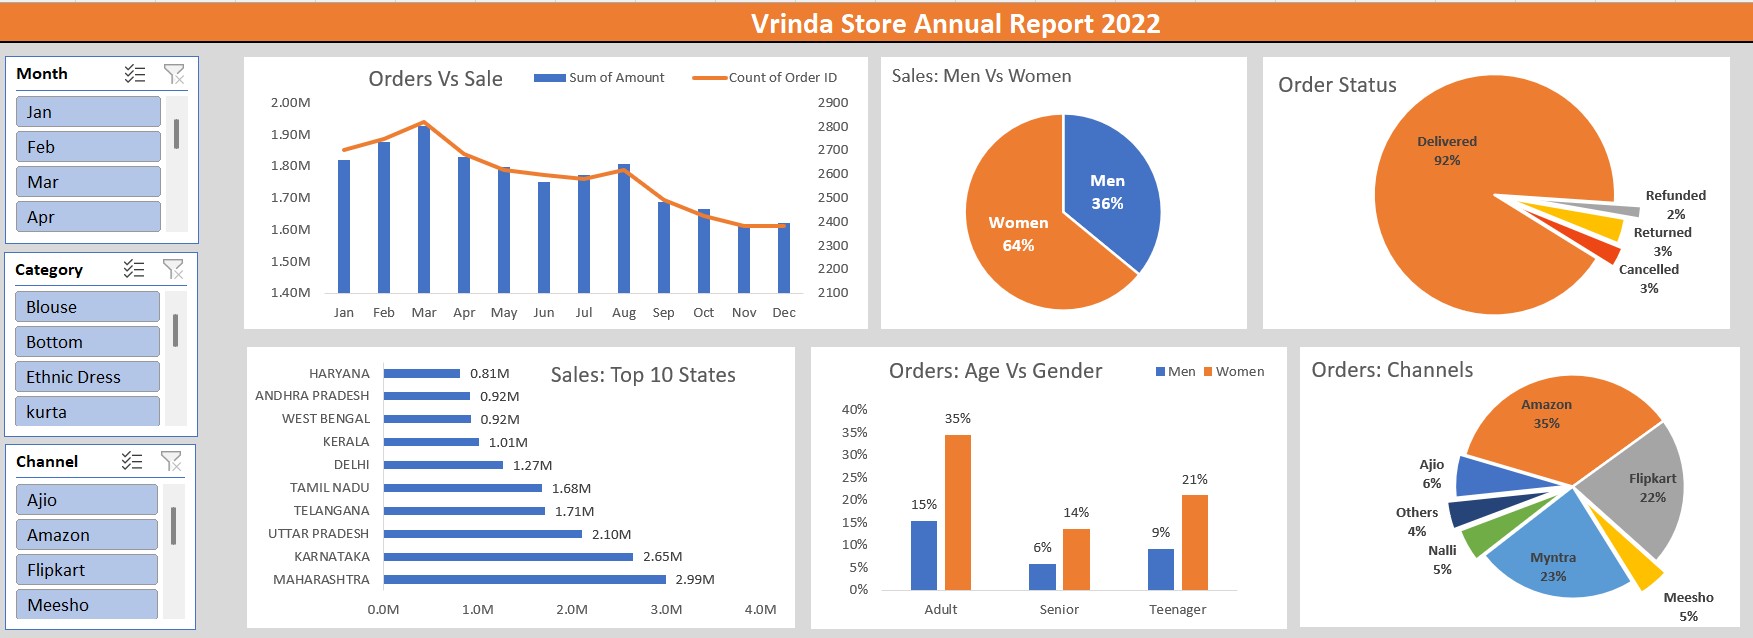 Vrinda Store Annual Report 2022
Month
Jan
Feb
Mar
Apr
Category
Blouse
Bottom
Ethnic Dress
kurta
Channel
Ajio
Amazon
Flipkart
Meesho
Orders Vs Sale
Sum of Amount
Count of Order ID
2.00M
1.90M
1.80M
1.70M
1.60M
1.50M
1.40M
2900
2800
2700
2600
2500
2400
2300
2200
2100
Jan Feb Mar Apr May Jun Jul Aug Sep Oct Nov Dec
Sales: Men Vs Women
Men
36%
Women
64%
Order Status
Delivered
92%
Refunded
2%
Returned
3%
Cancelled
3%
Sales: Top 10 States
HARYANA 0.81M
ANDHRA PRADESH 0.92M
WEST BENGAL 0.92M
KERALA 1.01M
DELHI 1.27M
TAMIL NADU 1.68M
TELANGANA 1.71M
UTTAR PRADESH 2.10M
KARNATAKA 2.65M
MAHARASHTRA 2.99M
0.0M 1.0M 2.0M 3.0M 4.0M
Orders: Age Vs Gender
Men Women
40%
35%
30%
25%
20%
15%
10%
5%
0%
15% 35%
6% 14%
9% 21%
Adult Senior Teenager
Orders: Channels
Amazon
35%
Flipkart
22%
Meesho
5%
Myntra
23%
Nalli
5%
Others
4%
Ajio
6%